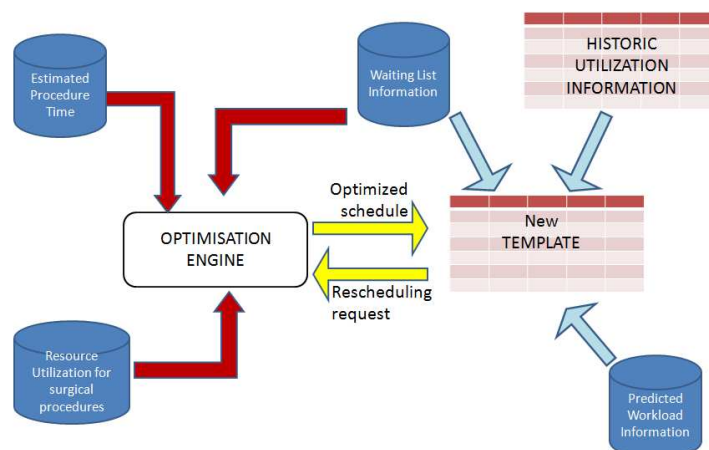 Estimated
Procedure
Time
Waiting List
Information
HISTORIC
UTILIZATION
INFORMATION
Optimized
schedule
New
TEMPLATE
OPTIMISATION
ENGINE
Rescheduling
request
Resource
Utilization for
surgical
procedures
Predicted
Workload
Information